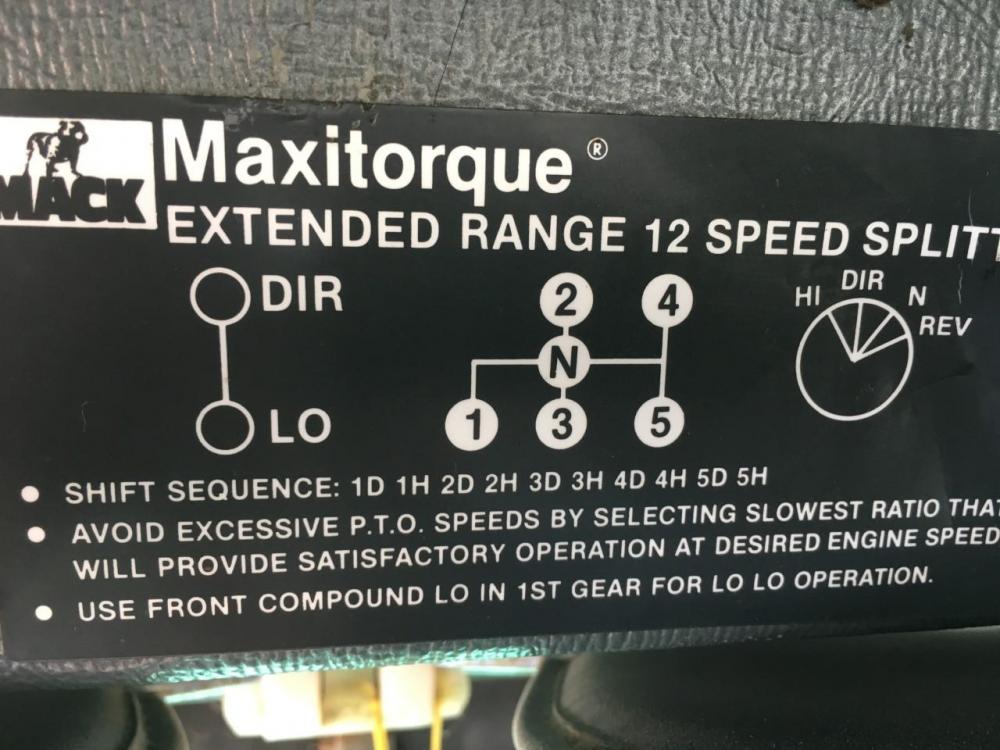 MACK
Maxitorque®
EXTENDED RANGE 12 SPEED SPLITT
DIR
LO
2 4
N
1 3 5
HI DIR N
REV
• SHIFT SEQUENCE: 1D 1H 2D 2H 3D 3H 4D 4H 5D 5H
• AVOID EXCESSIVE P.T.O. SPEEDS BY SELECTING SLOWEST RATIO THAT
WILL PROVIDE SATISFACTORY OPERATION AT DESIRED ENGINE SPEED
• USE FRONT COMPOUND LO IN 1ST GEAR FOR LO LO OPERATION.